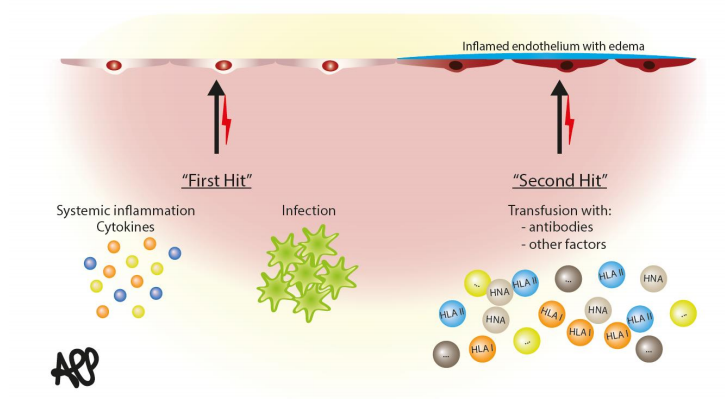 Inflamed endothelium with edema
"First Hit"
"Second Hit"
Systemic inflammation
Cytokines
Infection
Transfusion with:
- antibodies
- other factors
...
HNA
HLA II
...
HLA II
HNA
HLA II
HNA
HLA I
HNA
HLA I
HLA I
HLA II
...
...
HLA I
...
...